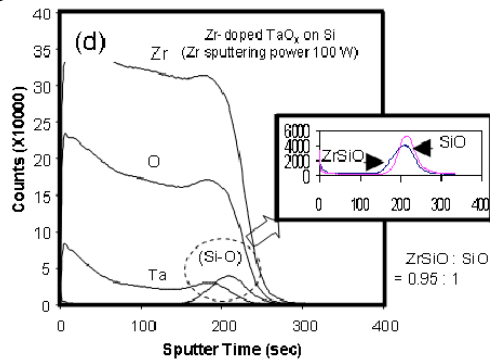 (d)
Zr-doped TaOₓ on Si
(Zr sputtering power 100 W)
Zr
O
Ta
(Si-O)
Counts (X10000)
40
35
30
25
20
15
10
5
0
0 100 200 300 400
Sputter Time (sec)
6000
4000
2000
0
ZrSiO
SiO
0 100 200 300 400
ZrSiO : SiO
= 0.95 : 1